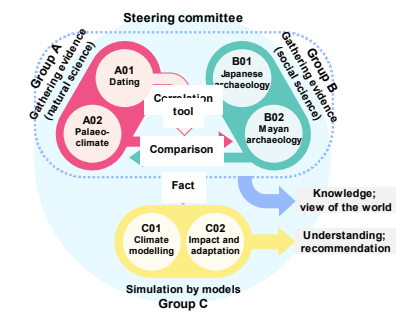 Steering committee
Group A
Gathering evidence
(natural science)
A01
Dating
A02
Palaeo-
climate
Correlation
tool
Comparison
Fact
B01
Japanese
archaeology
B02
Mayan
archaeology
Group B
Gathering evidence
(social science)
Knowledge;
view of the world
C01
Climate
modelling
C02
Impact and
adaptation
Understanding;
recommendation
Simulation by models
Group C